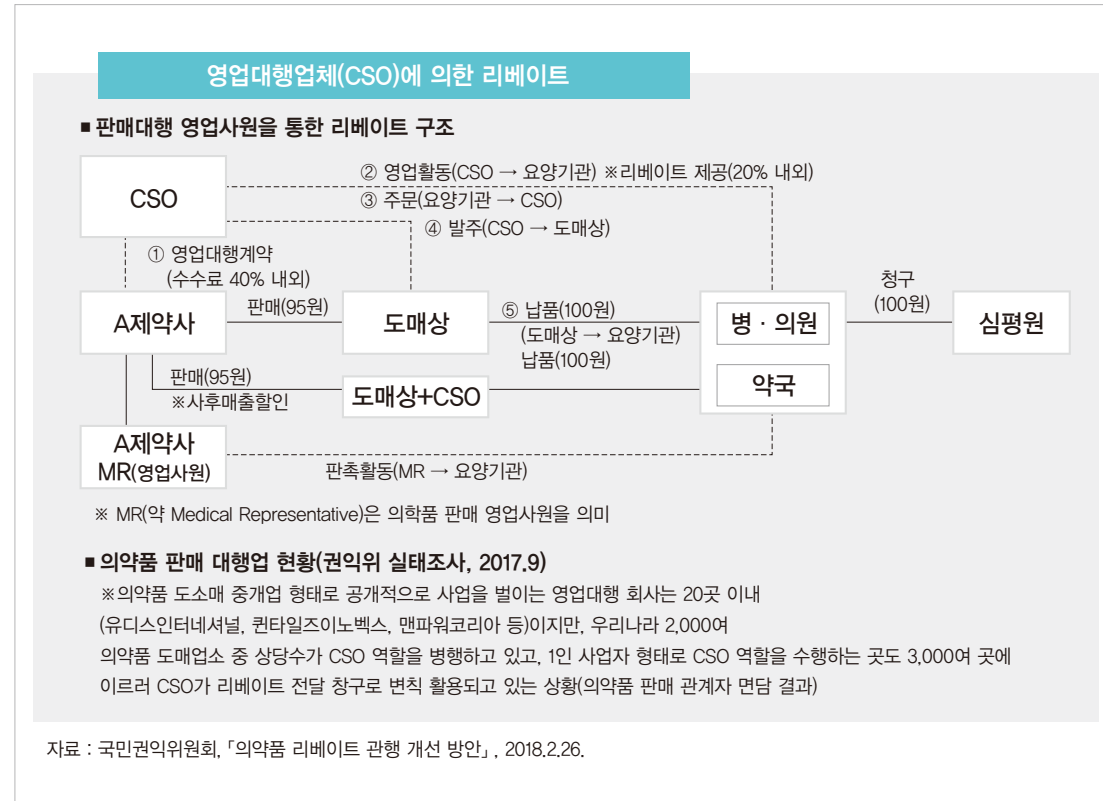 영업대행업체(CSO)에 의한 리베이트
■ 판매대행 영업사원을 통한 리베이트 구조
CSO
② 영업활동(CSO → 요양기관) ※리베이트 제공(20% 내외)
③ 주문(요양기관 → CSO)
④ 발주(CSO → 도매상)
① 영업대행계약
(수수료 40% 내외)
A제약사
판매(95원)
도매상
⑤ 납품(100원)
(도매상 → 요양기관)
납품(100원)
병 · 의원
약국
청구
(100원)
심평원
판매(95원)
※사후매출할인
도매상+CSO
A제약사
MR(영업사원)
판촉활동(MR → 요양기관)
※ MR(약 Medical Representative)은 의학품 판매 영업사원을 의미
■ 의약품 판매 대행업 현황(권익위 실태조사, 2017.9)
※의약품 도소매 중개업 형태로 공개적으로 사업을 벌이는 영업대행 회사는 20곳 이내
(유디스인터네셔널, 퀸타일즈이노벡스, 맨파워코리아 등)이지만, 우리나라 2,000여
의약품 도매업소 중 상당수가 CSO 역할을 병행하고 있고, 1인 사업자 형태로 CSO 역할을 수행하는 곳도 3,000여 곳에
이르러 CSO가 리베이트 전달 창구로 변칙 활용되고 있는 상황(의약품 판매 관계자 면담 결과)
자료 : 국민권익위원회, 「의약품 리베이트 관행 개선 방안」, 2018.2.26.